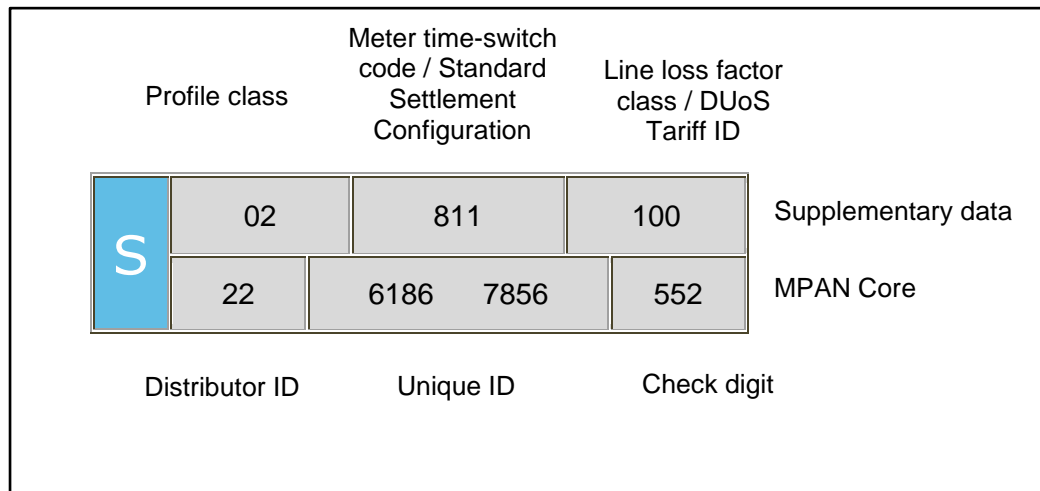 Profile class
Meter time-switch
code / Standard
Settlement
Configuration
Line loss factor
class / DUoS
Tariff ID
S
02
811
100
Supplementary data
22
6186 7856
552
MPAN Core
Distributor ID
Unique ID
Check digit